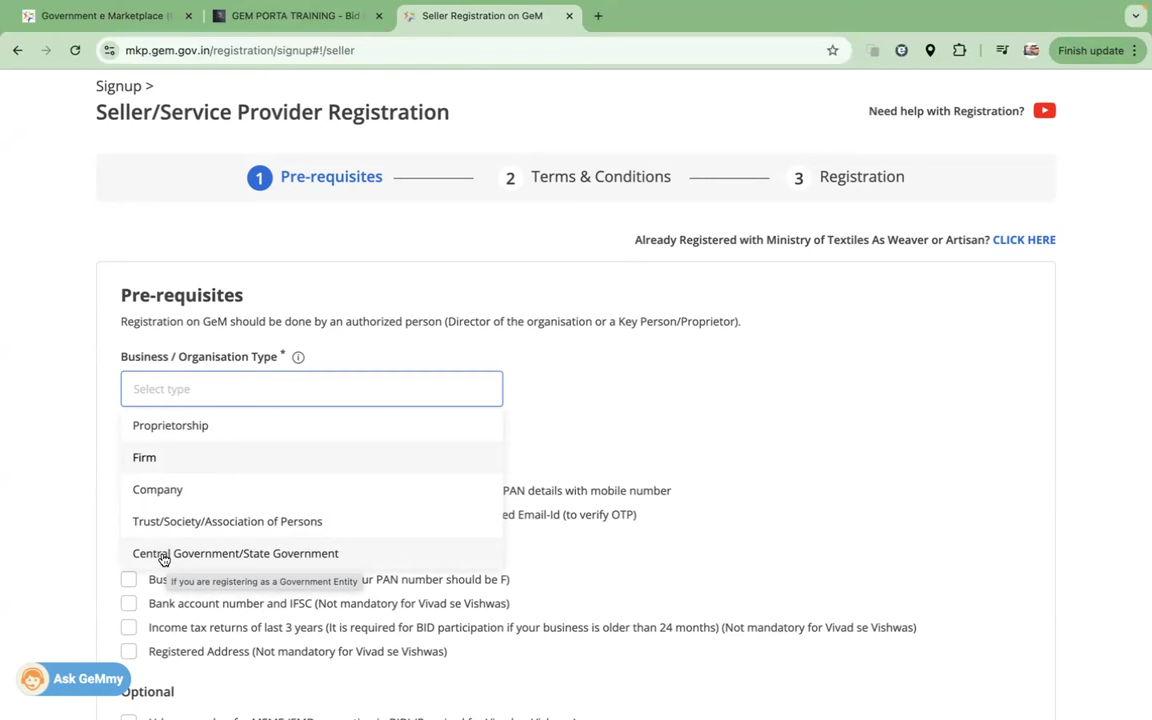 Government e Marketplace (
GEM PORTA TRAINING - Bid
Seller Registration on GeM
mkp.gem.gov.in/registration/signup#!/seller
Finish update
Signup >
Seller/Service Provider Registration
Need help with Registration?
1 Pre-requisites
2 Terms & Conditions
3 Registration
Already Registered with Ministry of Textiles As Weaver or Artisan? CLICK HERE
Pre-requisites
Registration on GeM should be done by an authorized person (Director of the organisation or a Key Person/Proprietor).
Business / Organisation Type *
Select type
Proprietorship
Firm
Company
PAN details with mobile number
ed Email-Id (to verify OTP)
Trust/Society/Association of Persons
Central Government/State Government
If you are registering as a Government Entity
ur PAN number should be F)
Bank account number and IFSC (Not mandatory for Vivad se Vishwas)
Income tax returns of last 3 years (It is required for BID participation if your business is older than 24 months) (Not mandatory for Vivad se Vishwas)
Registered Address (Not mandatory for Vivad se Vishwas)
Ask GeMmy
Optional